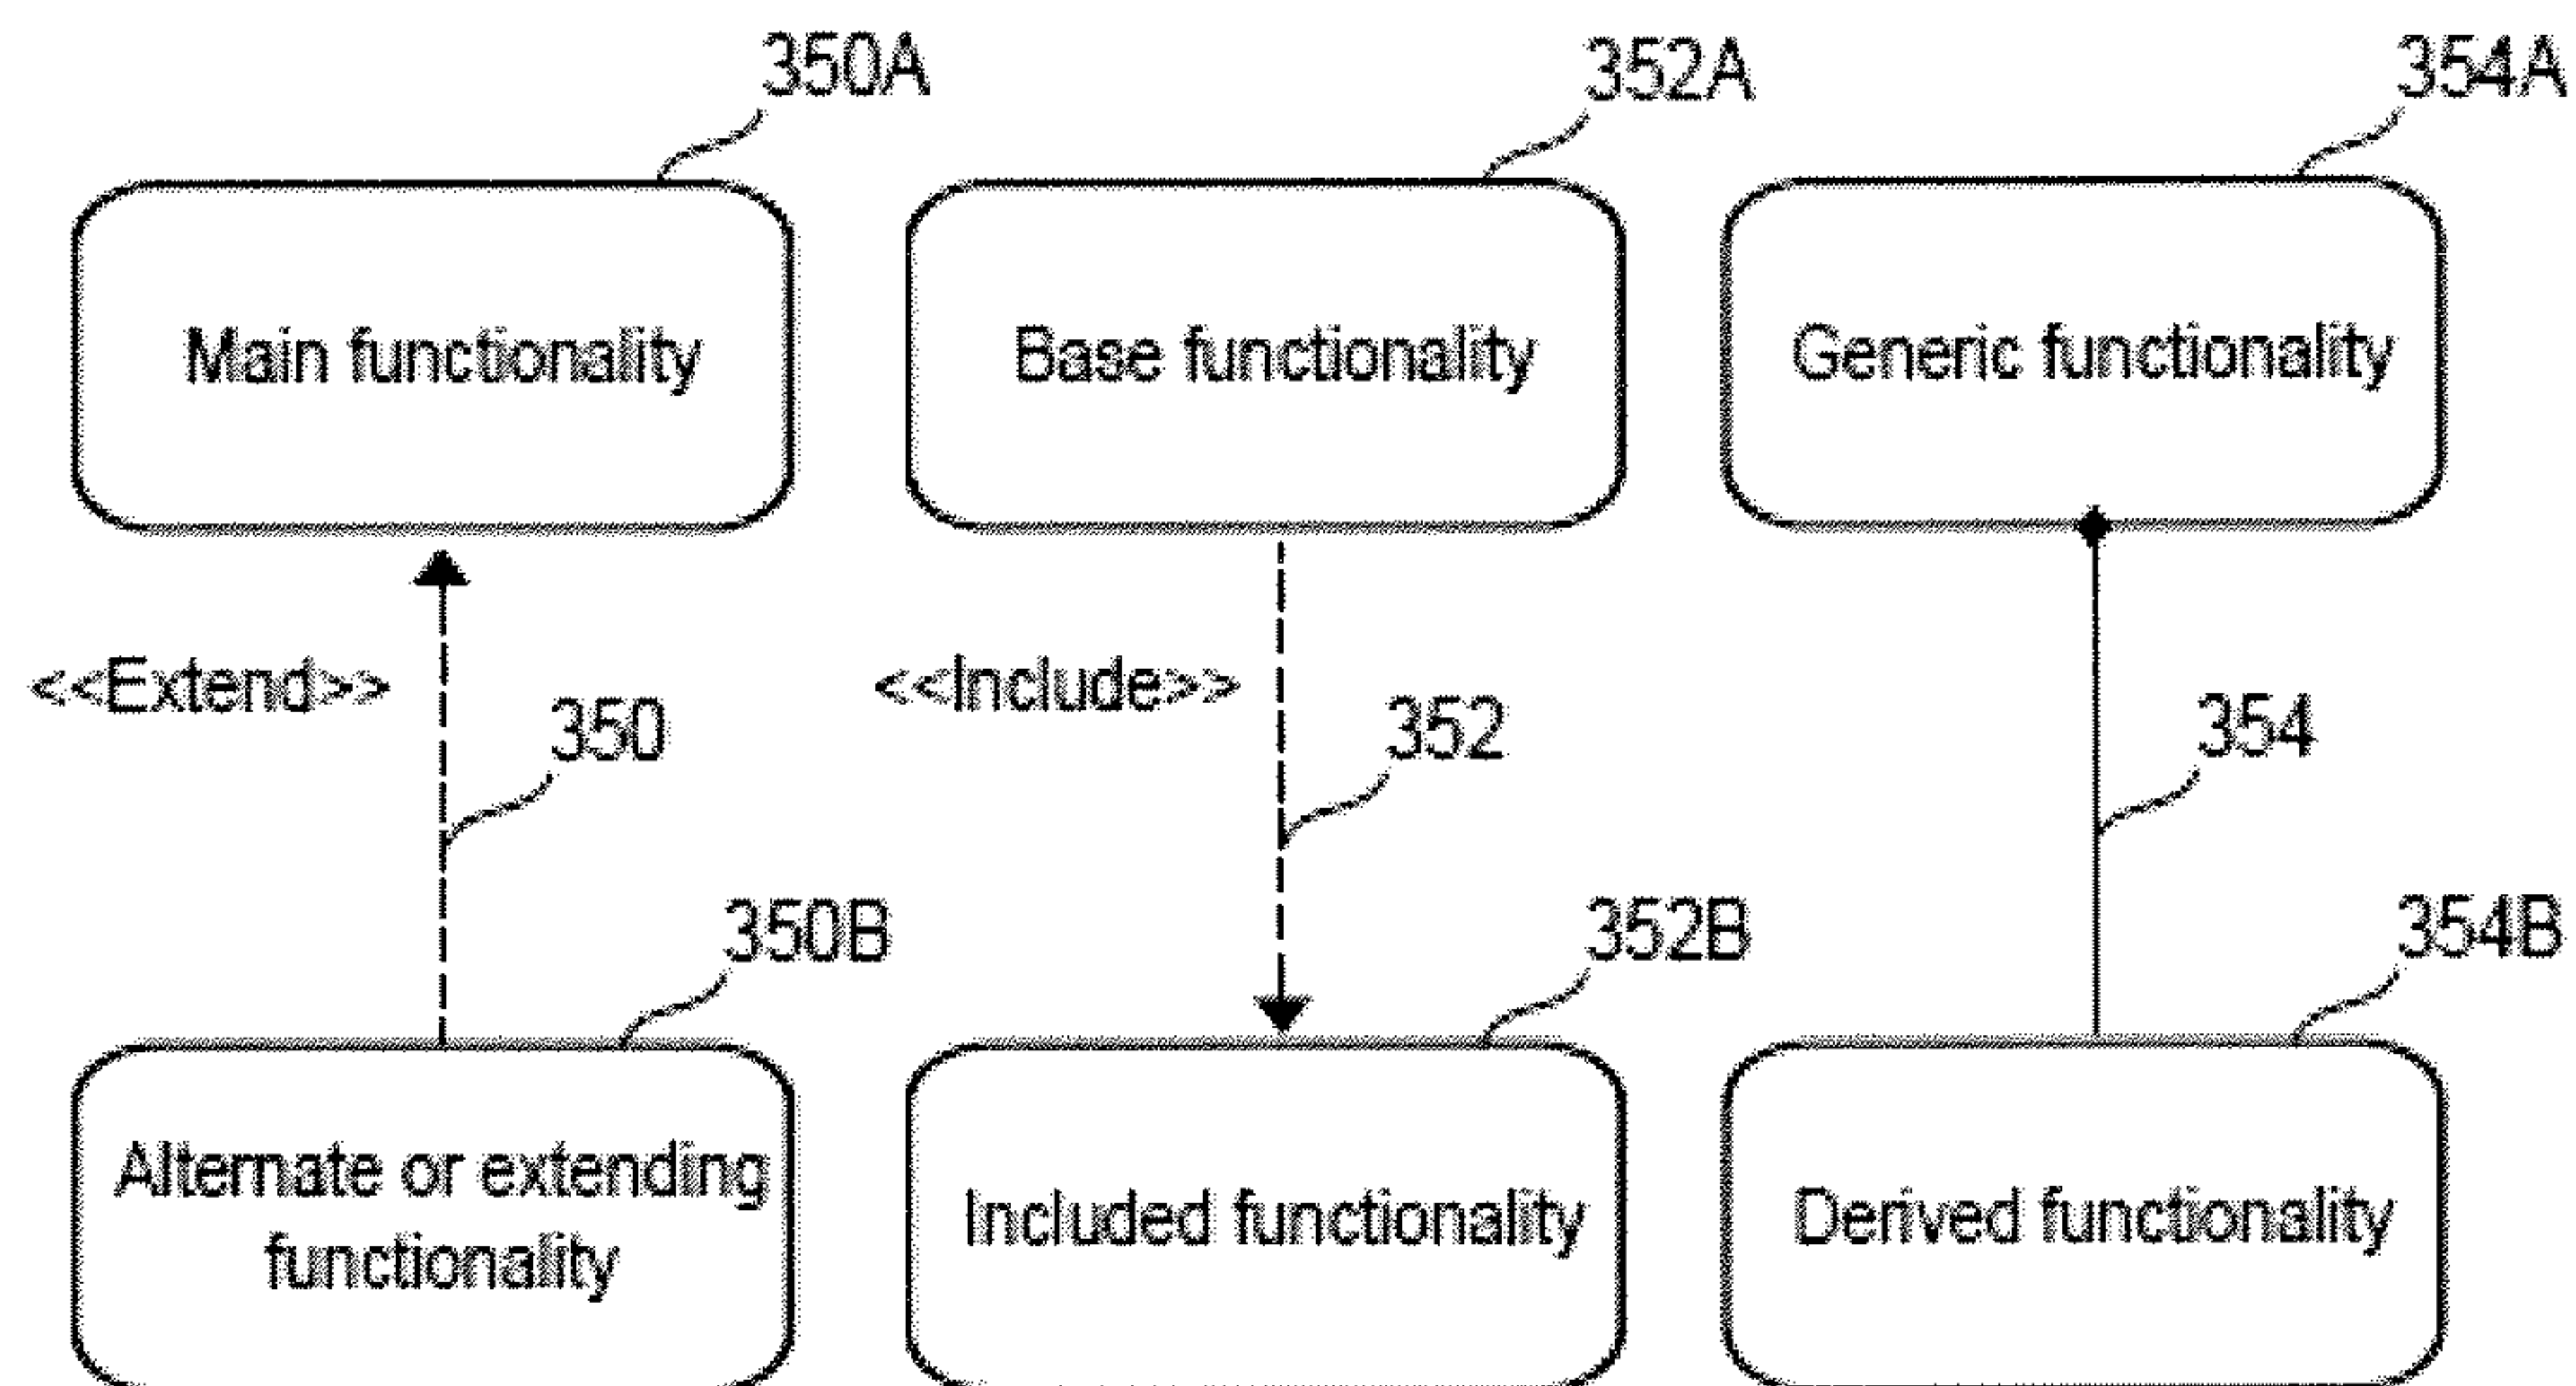 350A
352A
354A
Main functionality
Base functionality
Generic functionality
<<Extend>>
350
<<Include>>
352
354
350B
352B
354B
Alternate or extending
functionality
Included functionality
Derived functionality